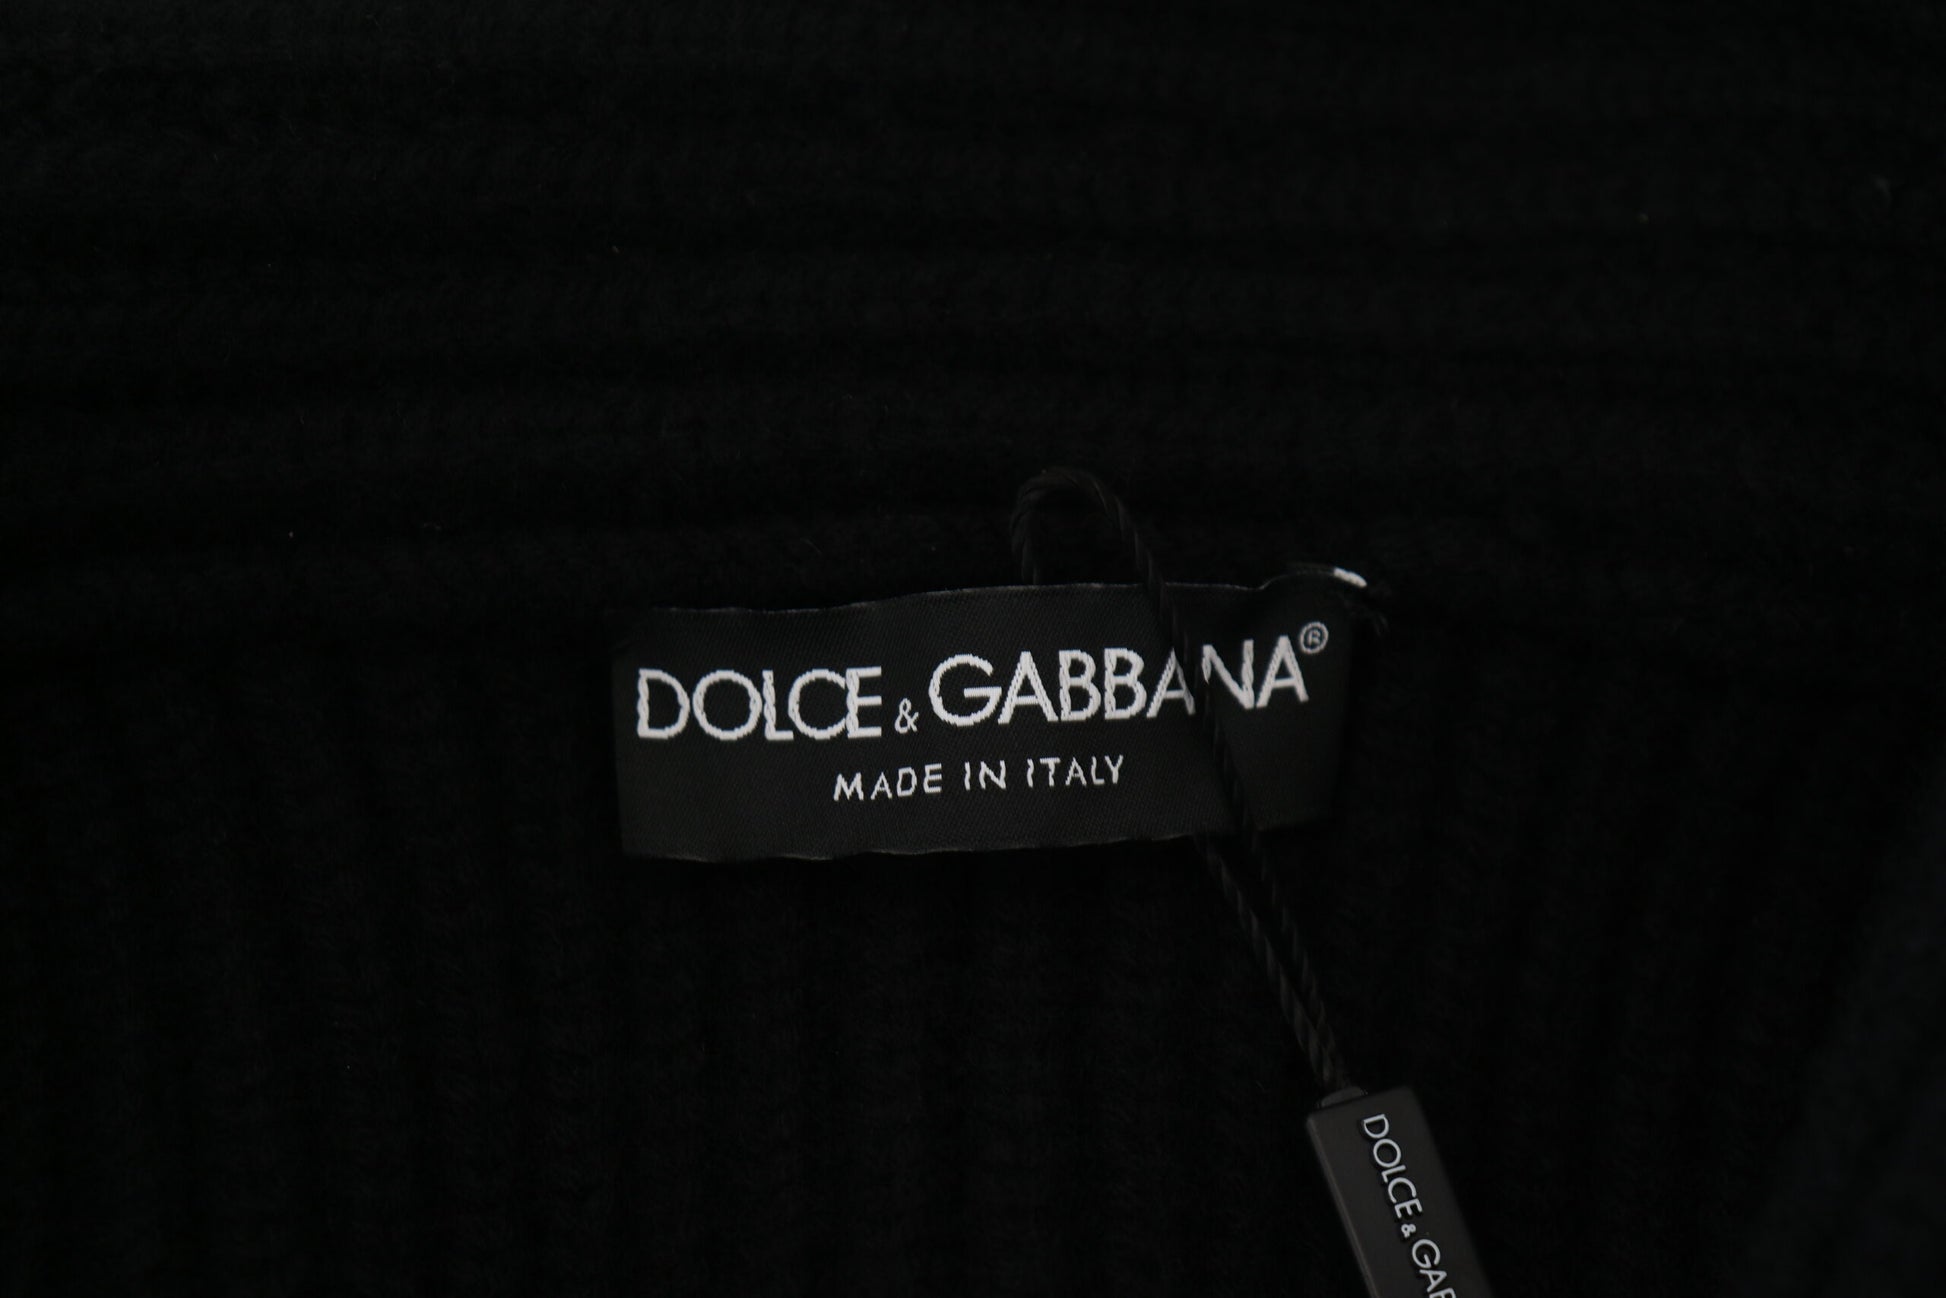 DOLCE & GABBANA®
MADE IN ITALY
DOLCE & GAB